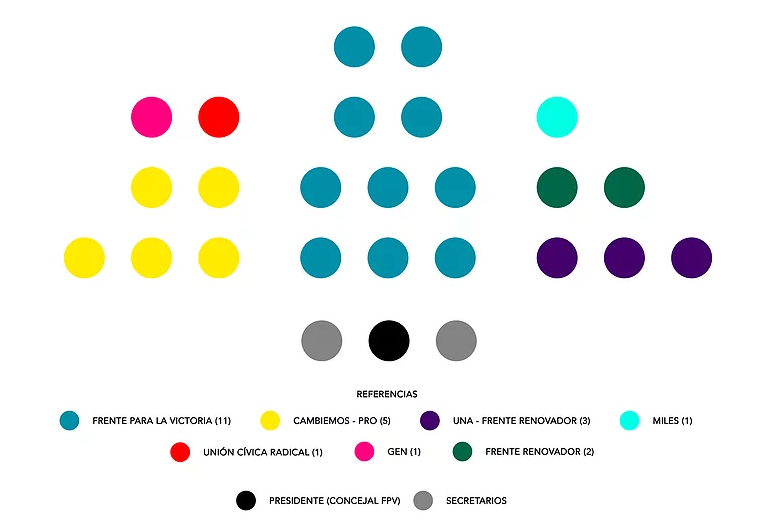 REFERENCIAS
FRENTE PARA LA VICTORIA (11) CAMBIEMOS - PRO (5) UNA - FRENTE RENOVADOR (3) MILES (1)
UNIÓN CÍVICA RADICAL (1) GEN (1) FRENTE RENOVADOR (2)
PRESIDENTE (CONCEJAL FPV) SECRETARIOS